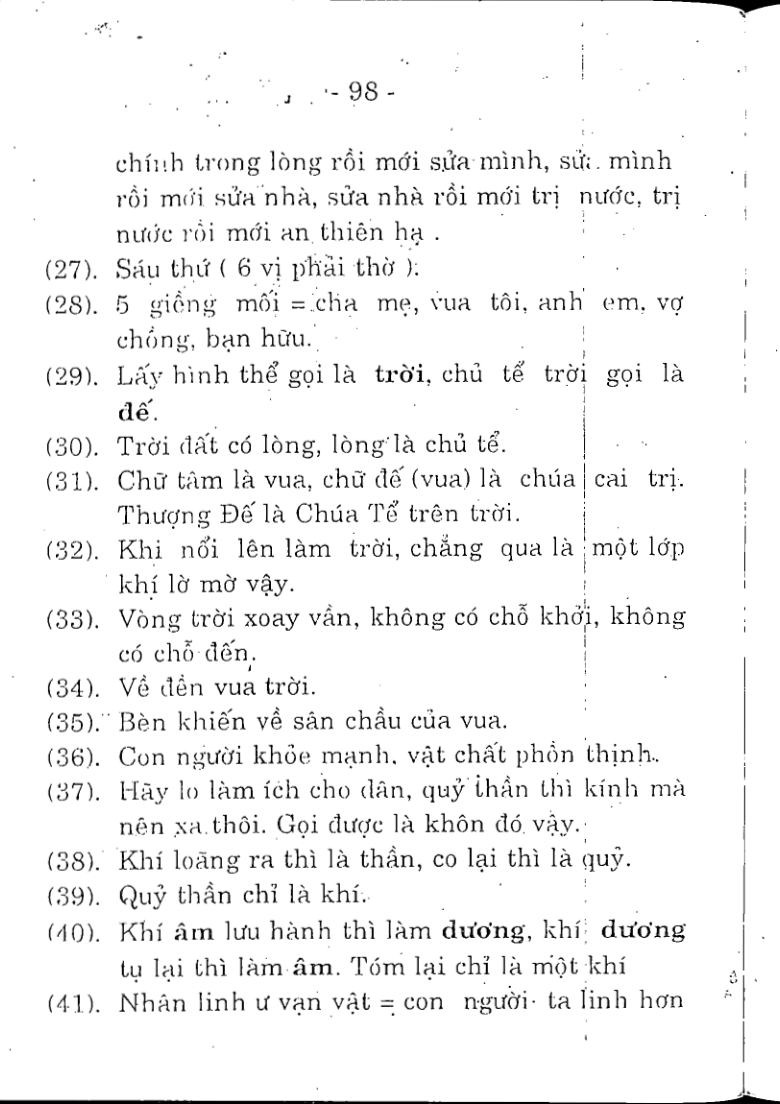 - 98 -
chính trong lòng rồi mới sửa mình, sửa mình
rồi mới sửa nhà, sửa nhà rồi mới trị nước, trị
nước rồi mới an thiên hạ .
(27). Sáu thứ ( 6 vị phải thờ ).
(28). 5 giềng mối = cha mẹ, vua tôi, anh em, vợ
chồng, bạn hữu.
(29). Lấy hình thể gọi là trời, chủ tể trời gọi là
đế.
(30). Trời đất có lòng, lòng là chủ tể.
(31). Chữ tâm là vua, chữ đế (vua) là chúa cai trị.
Thượng Đế là Chúa Tể trên trời.
(32). Khi nổi lên làm trời, chẳng qua là một lớp
khí lờ mờ vậy.
(33). Vòng trời xoay vần, không có chỗ khởi, không
có chỗ đến.
(34). Về đền vua trời.
(35). Bèn khiến về sân chầu của vua.
(36). Con người khỏe mạnh, vật chất phồn thịnh.
(37). Hãy lo làm ích cho dân, quỷ thần thì kính mà
nên xa thôi. Gọi được là khôn đó vậy.
(38). Khí loãng ra thì là thần, co lại thì là quỷ.
(39). Quỷ thần chỉ là khí.
(40). Khí âm lưu hành thì làm dương, khí dương
tụ lại thì làm âm. Tóm lại chỉ là một khí
(41). Nhân linh ư vạn vật = con người ta linh hơn